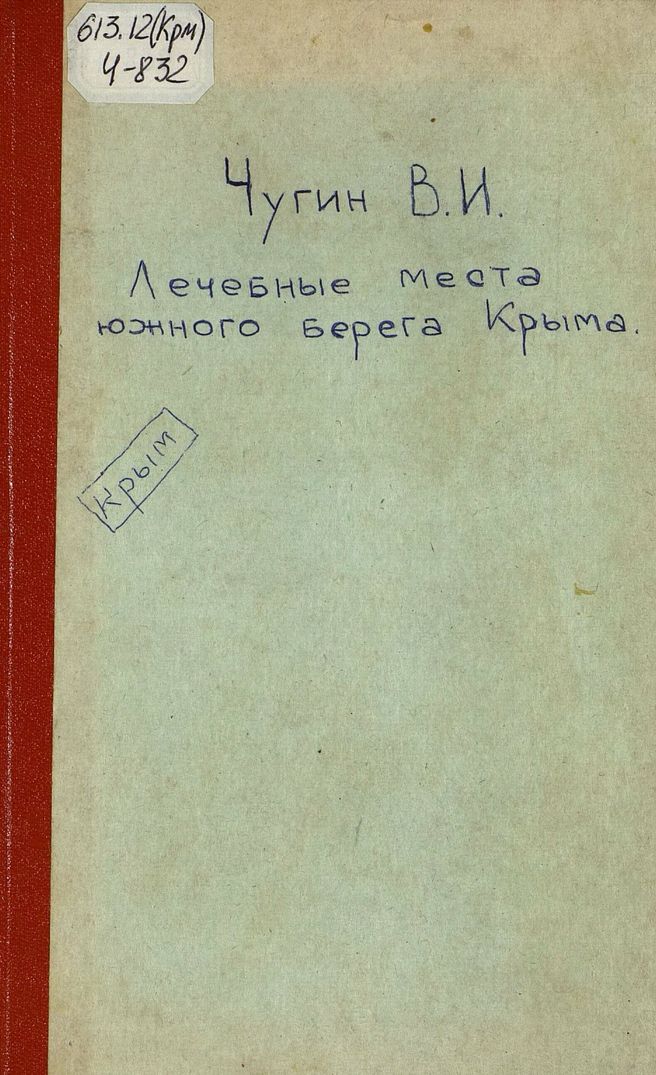 613.12(Крм)
Ч-832
Чугин В.И.
Лечебные места
южного берега Крыма.
Крым